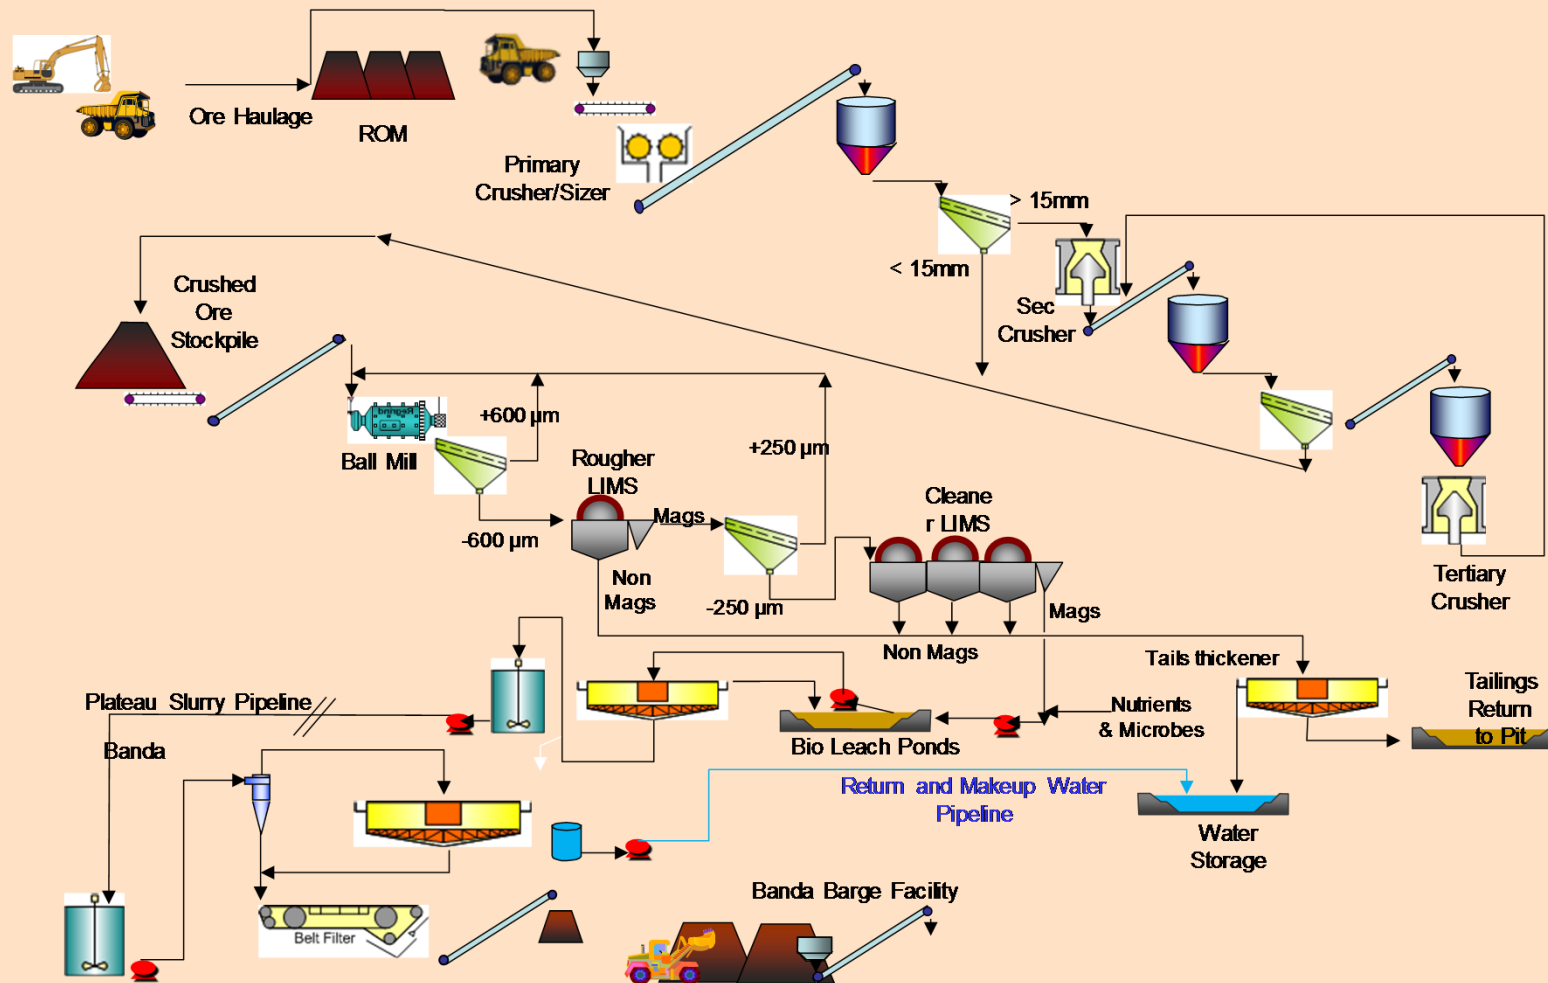 Ore Haulage
ROM
Primary
Crusher/Sizer
> 15mm
< 15mm
Sec
Crusher
Crushed
Ore
Stockpile
Regrind
Ball Mill
+600 µm
-600 µm
Rougher
LIMS
Mags
Non
Mags
+250 µm
-250 µm
Cleane
r LIMS
Mags
Non Mags
Tertiary
Crusher
Tails thickener
Tailings
Return
to Pit
Nutrients
& Microbes
Bio Leach Ponds
Plateau Slurry Pipeline
Banda
Return and Makeup Water
Pipeline
Water
Storage
Belt Filter
Banda Barge Facility